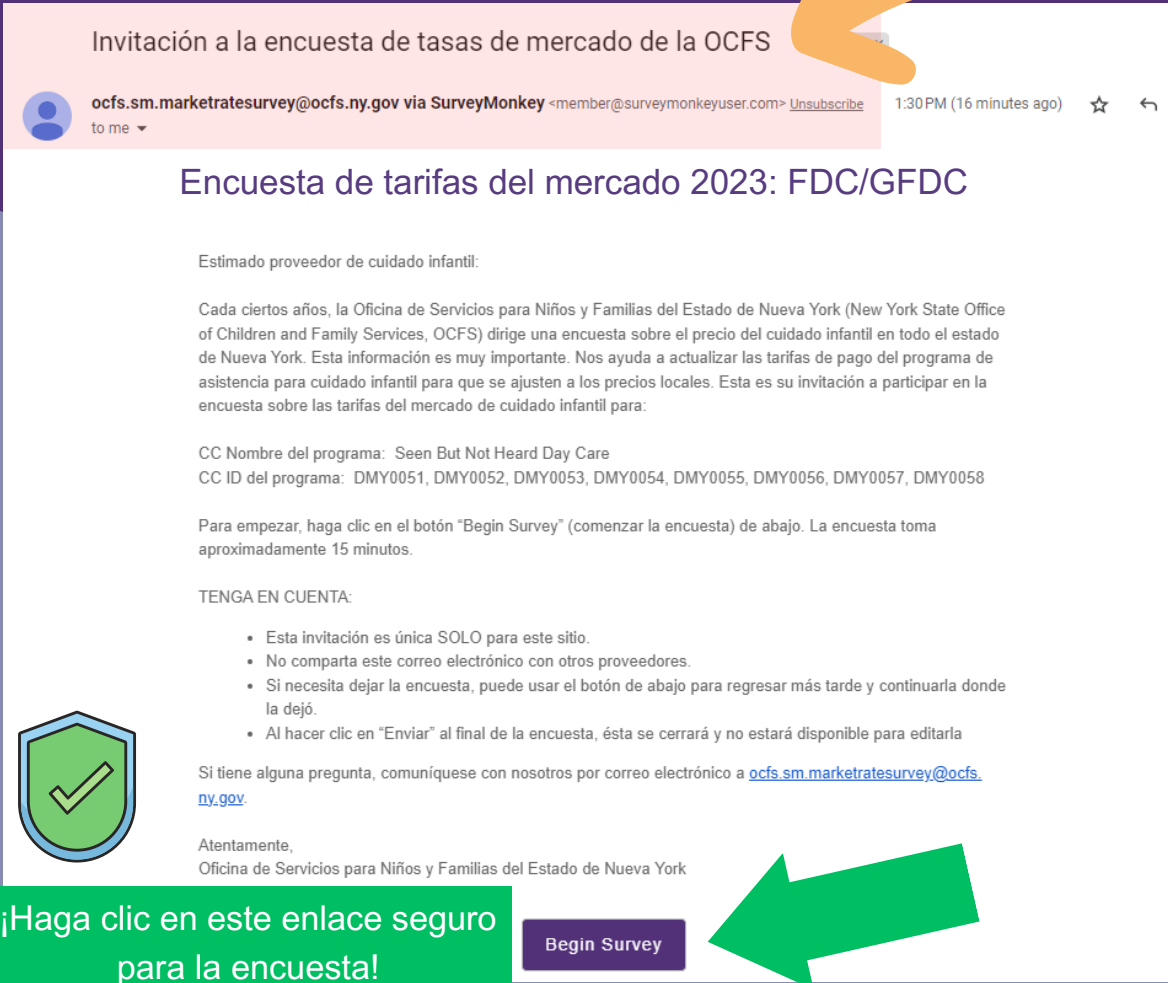 Invitación a la encuesta de tasas de mercado de la OCFS
ocfs.sm.marketratesurvey@ocfs.ny.gov via SurveyMonkey <member@surveymonkeyuser.com> Unsubscribe 1:30 PM (16 minutes ago)
to me
Encuesta de tarifas del mercado 2023: FDC/GFDC
Estimado proveedor de cuidado infantil:
Cada ciertos años, la Oficina de Servicios para Niños y Familias del Estado de Nueva York (New York State Office
of Children and Family Services, OCFS) dirige una encuesta sobre el precio del cuidado infantil en todo el estado
de Nueva York. Esta información es muy importante. Nos ayuda a actualizar las tarifas de pago del programa de
asistencia para cuidado infantil para que se ajusten a los precios locales. Esta es su invitación a participar en la
encuesta sobre las tarifas del mercado de cuidado infantil para:
CC Nombre del programa: Seen But Not Heard Day Care
CC ID del programa: DMY0051, DMY0052, DMY0053, DMY0054, DMY0055, DMY0056, DMY0057, DMY0058
Para empezar, haga clic en el botón “Begin Survey” (comenzar la encuesta) de abajo. La encuesta toma
aproximadamente 15 minutos.
TENGA EN CUENTA:
• Esta invitación es única SOLO para este sitio.
• No comparta este correo electrónico con otros proveedores.
• Si necesita dejar la encuesta, puede usar el botón de abajo para regresar más tarde y continuarla donde
la dejó.
• Al hacer clic en “Enviar” al final de la encuesta, ésta se cerrará y no estará disponible para editarla
Si tiene alguna pregunta, comuníquese con nosotros por correo electrónico a ocfs.sm.marketratesurvey@ocfs.
ny.gov.
Atentamente,
Oficina de Servicios para Niños y Familias del Estado de Nueva York
¡Haga clic en este enlace seguro
para la encuesta!
Begin Survey